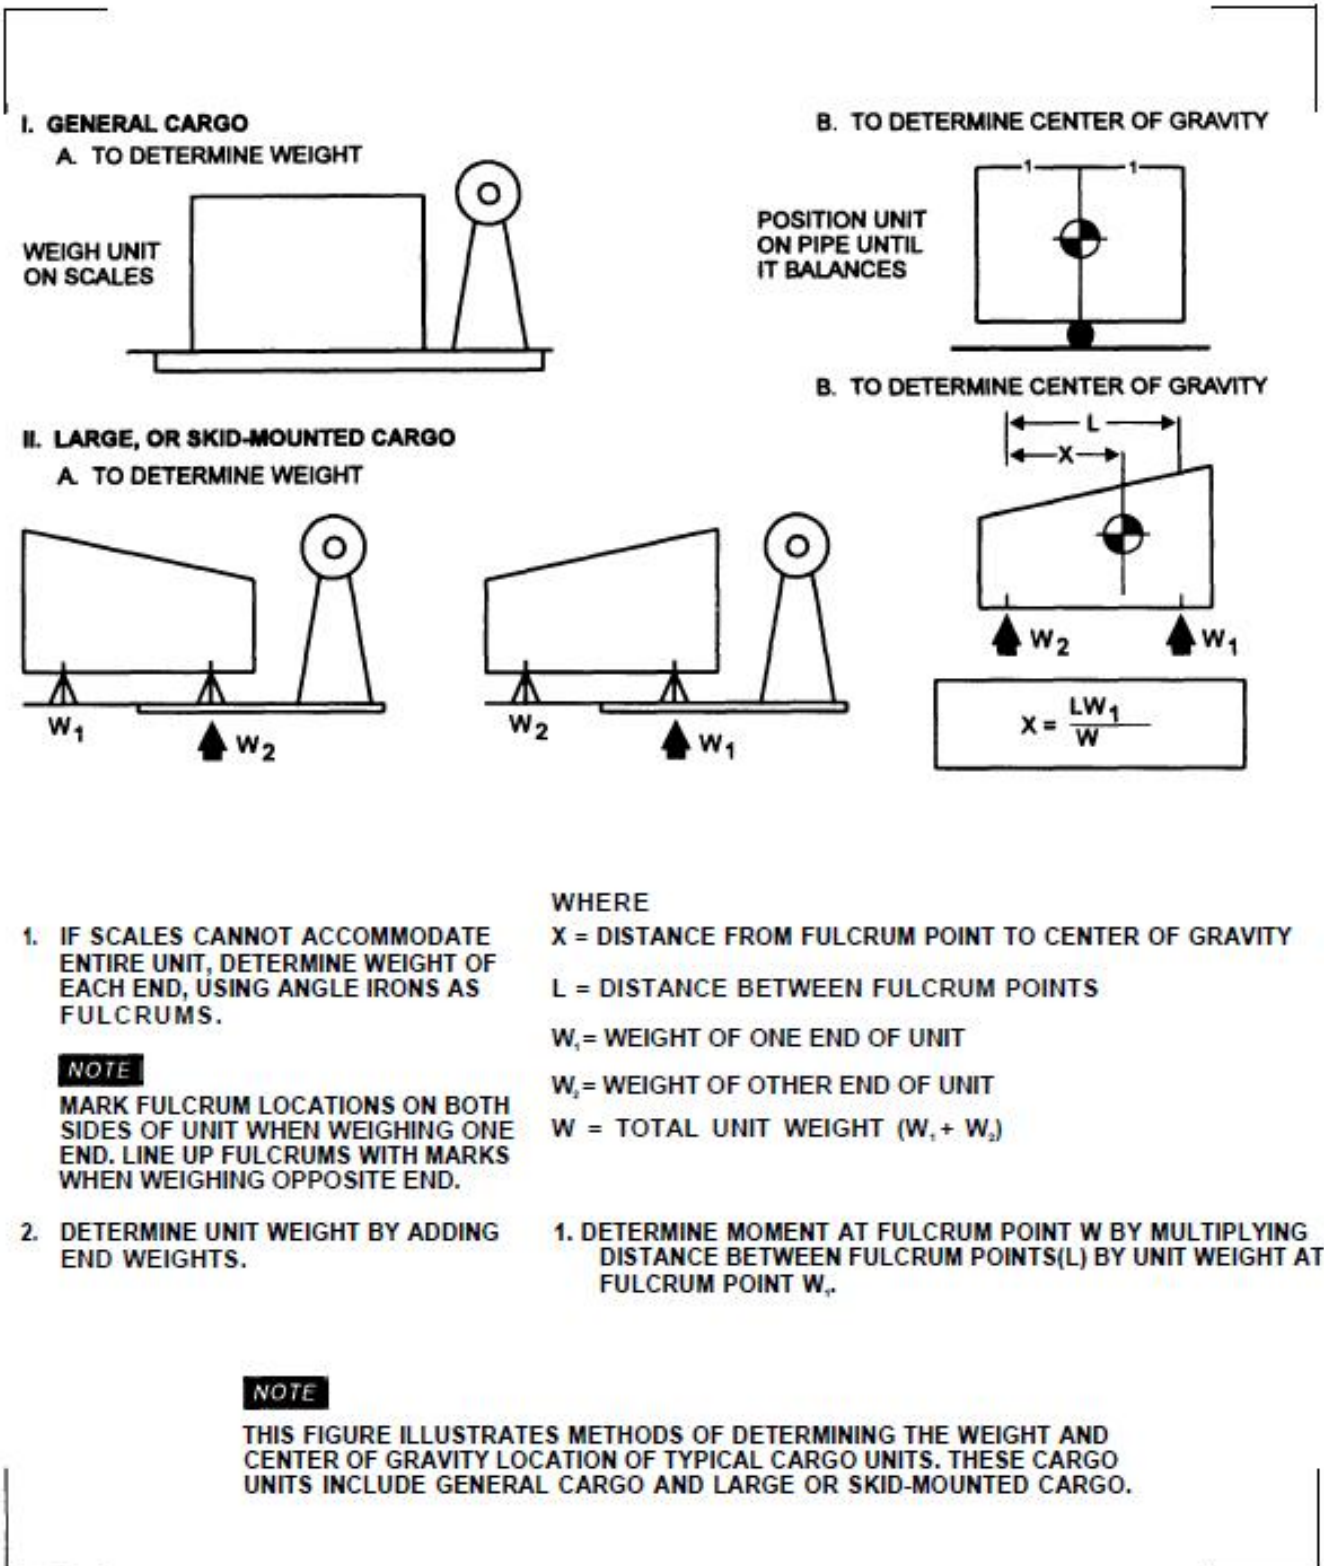 I. GENERAL CARGO
A. TO DETERMINE WEIGHT
WEIGH UNIT
ON SCALES
B. TO DETERMINE CENTER OF GRAVITY
1 1
POSITION UNIT
ON PIPE UNTIL
IT BALANCES
II. LARGE, OR SKID-MOUNTED CARGO
A. TO DETERMINE WEIGHT
W1
W2
W2
W1
B. TO DETERMINE CENTER OF GRAVITY
L
X
W2
W1
X = LW1
W
1. IF SCALES CANNOT ACCOMMODATE
ENTIRE UNIT, DETERMINE WEIGHT OF
EACH END, USING ANGLE IRONS AS
FULCRUMS.
NOTE
MARK FULCRUM LOCATIONS ON BOTH
SIDES OF UNIT WHEN WEIGHING ONE
END. LINE UP FULCRUMS WITH MARKS
WHEN WEIGHING OPPOSITE END.
2. DETERMINE UNIT WEIGHT BY ADDING
END WEIGHTS.
WHERE
X = DISTANCE FROM FULCRUM POINT TO CENTER OF GRAVITY
L = DISTANCE BETWEEN FULCRUM POINTS
W1= WEIGHT OF ONE END OF UNIT
W2= WEIGHT OF OTHER END OF UNIT
W = TOTAL UNIT WEIGHT (W1+ W2)
1. DETERMINE MOMENT AT FULCRUM POINT W BY MULTIPLYING
DISTANCE BETWEEN FULCRUM POINTS(L) BY UNIT WEIGHT AT
FULCRUM POINT W1.
NOTE
THIS FIGURE ILLUSTRATES METHODS OF DETERMINING THE WEIGHT AND
CENTER OF GRAVITY LOCATION OF TYPICAL CARGO UNITS. THESE CARGO
UNITS INCLUDE GENERAL CARGO AND LARGE OR SKID-MOUNTED CARGO.